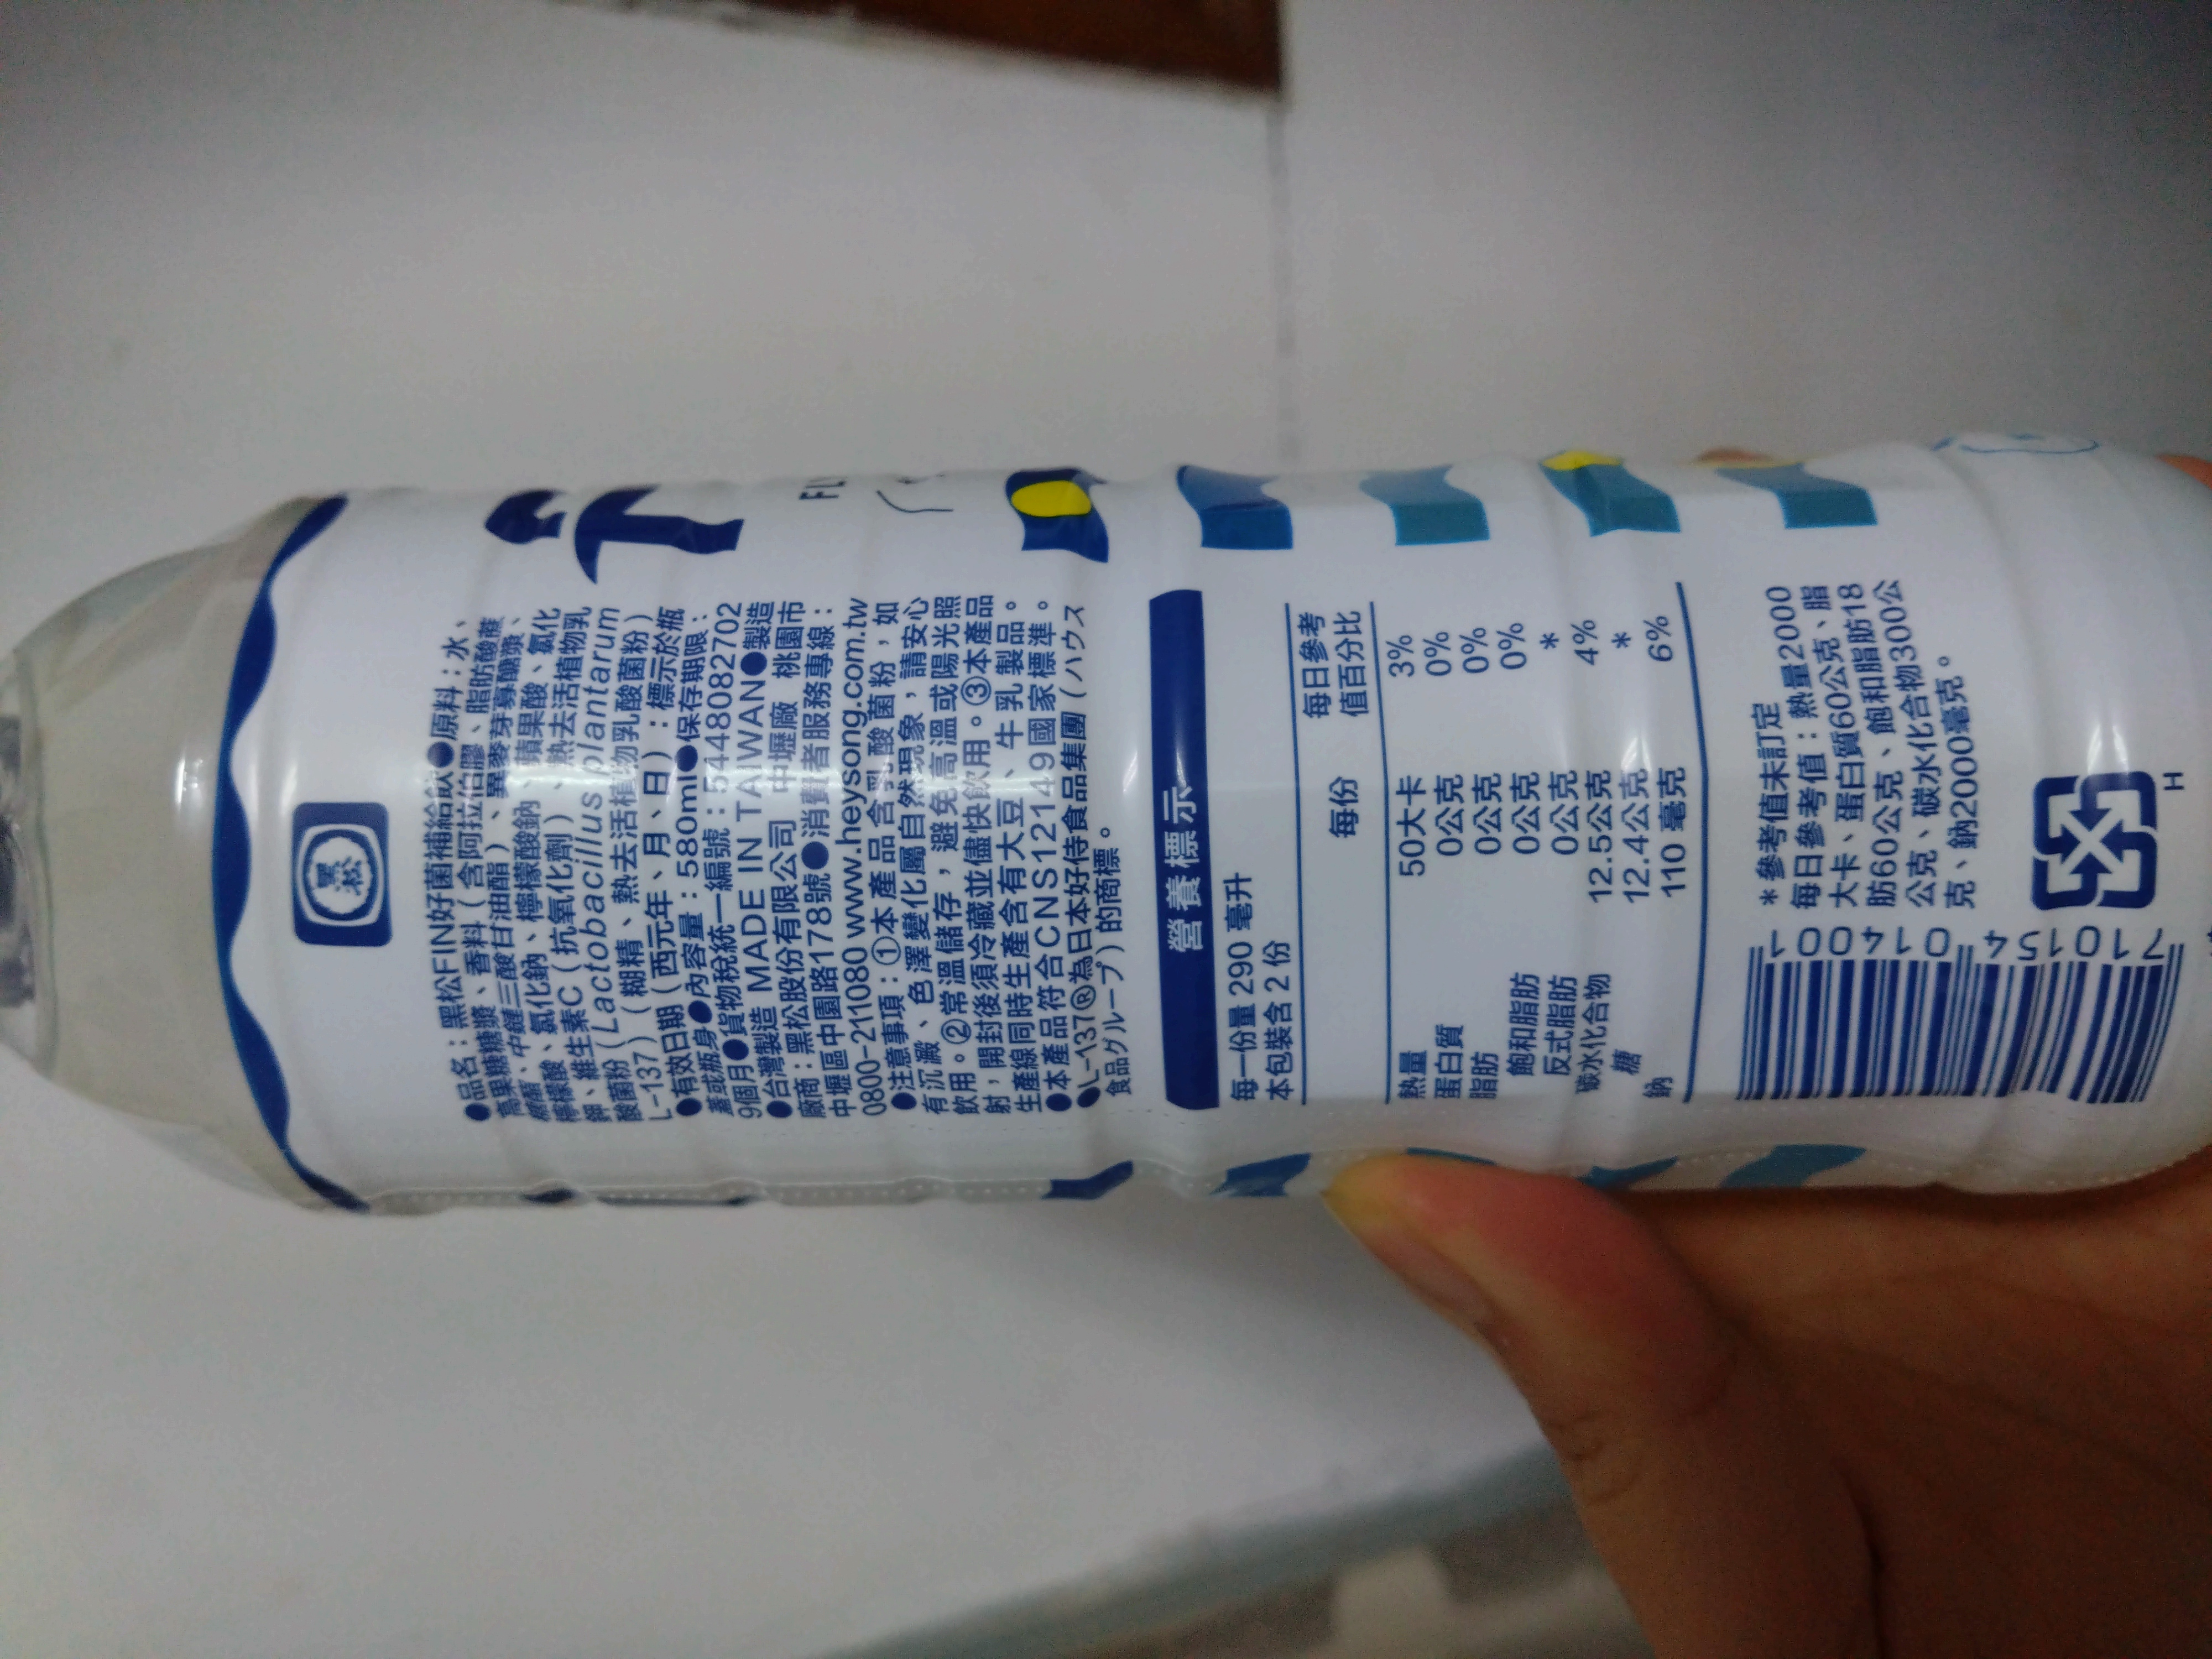 黑松
●品名：黑松FIN好菌補給飲●原料：水、
高果糖糖漿、香料（含阿拉伯膠、脂肪酸蔗
糖酯、中鏈三酸甘油酯）、異麥芽寡醣漿、
檸檬酸、氯化鈉、檸檬酸鈉、蘋果酸、氯化
鉀、維生素C（抗氧化劑）、熱去活植物乳
酸菌粉（Lactobacillus plantarum
L-137）（糊精、熱去活植物乳酸菌粉）
●有效日期（西元年、月、日）：標示於瓶
蓋或瓶身●內容量：580ml●保存期限：
9個月●貨物稅統一編號：5448082702
●台灣製造 MADE IN TAIWAN●製造
廠商：黑松股份有限公司 中壢廠 桃園市
中壢區中園路178號●消費者服務專線：
0800-211080 www.heysong.com.tw
●注意事項：①本產品含乳酸菌粉，如
有沉澱、色澤變化屬自然現象，請安心
飲用。②常溫儲存，避免高溫或陽光照
射，開封後須冷藏並儘快飲用。③本產品
生產線同時生產含有大豆、牛乳製品。
●本產品符合CNS12149國家標準。
●L-137®為日本好侍食品集團（ハウス
食品グループ）的商標。
營養標示
每一份量 290 毫升
本包裝含 2 份
每份 每日參考值百分比
熱量 50大卡 3%
蛋白質 0公克 0%
脂肪 0公克 0%
飽和脂肪 0公克 0%
反式脂肪 0公克 *
碳水化合物 12.5公克 4%
糖 12.4公克 *
鈉 110 毫克 6%
*參考值未訂定
每日參考值：熱量2000
大卡、蛋白質60公克、脂
肪60公克、飽和脂肪18
公克、碳水化合物300公
克、鈉2000毫克。
H
4 710154 014001